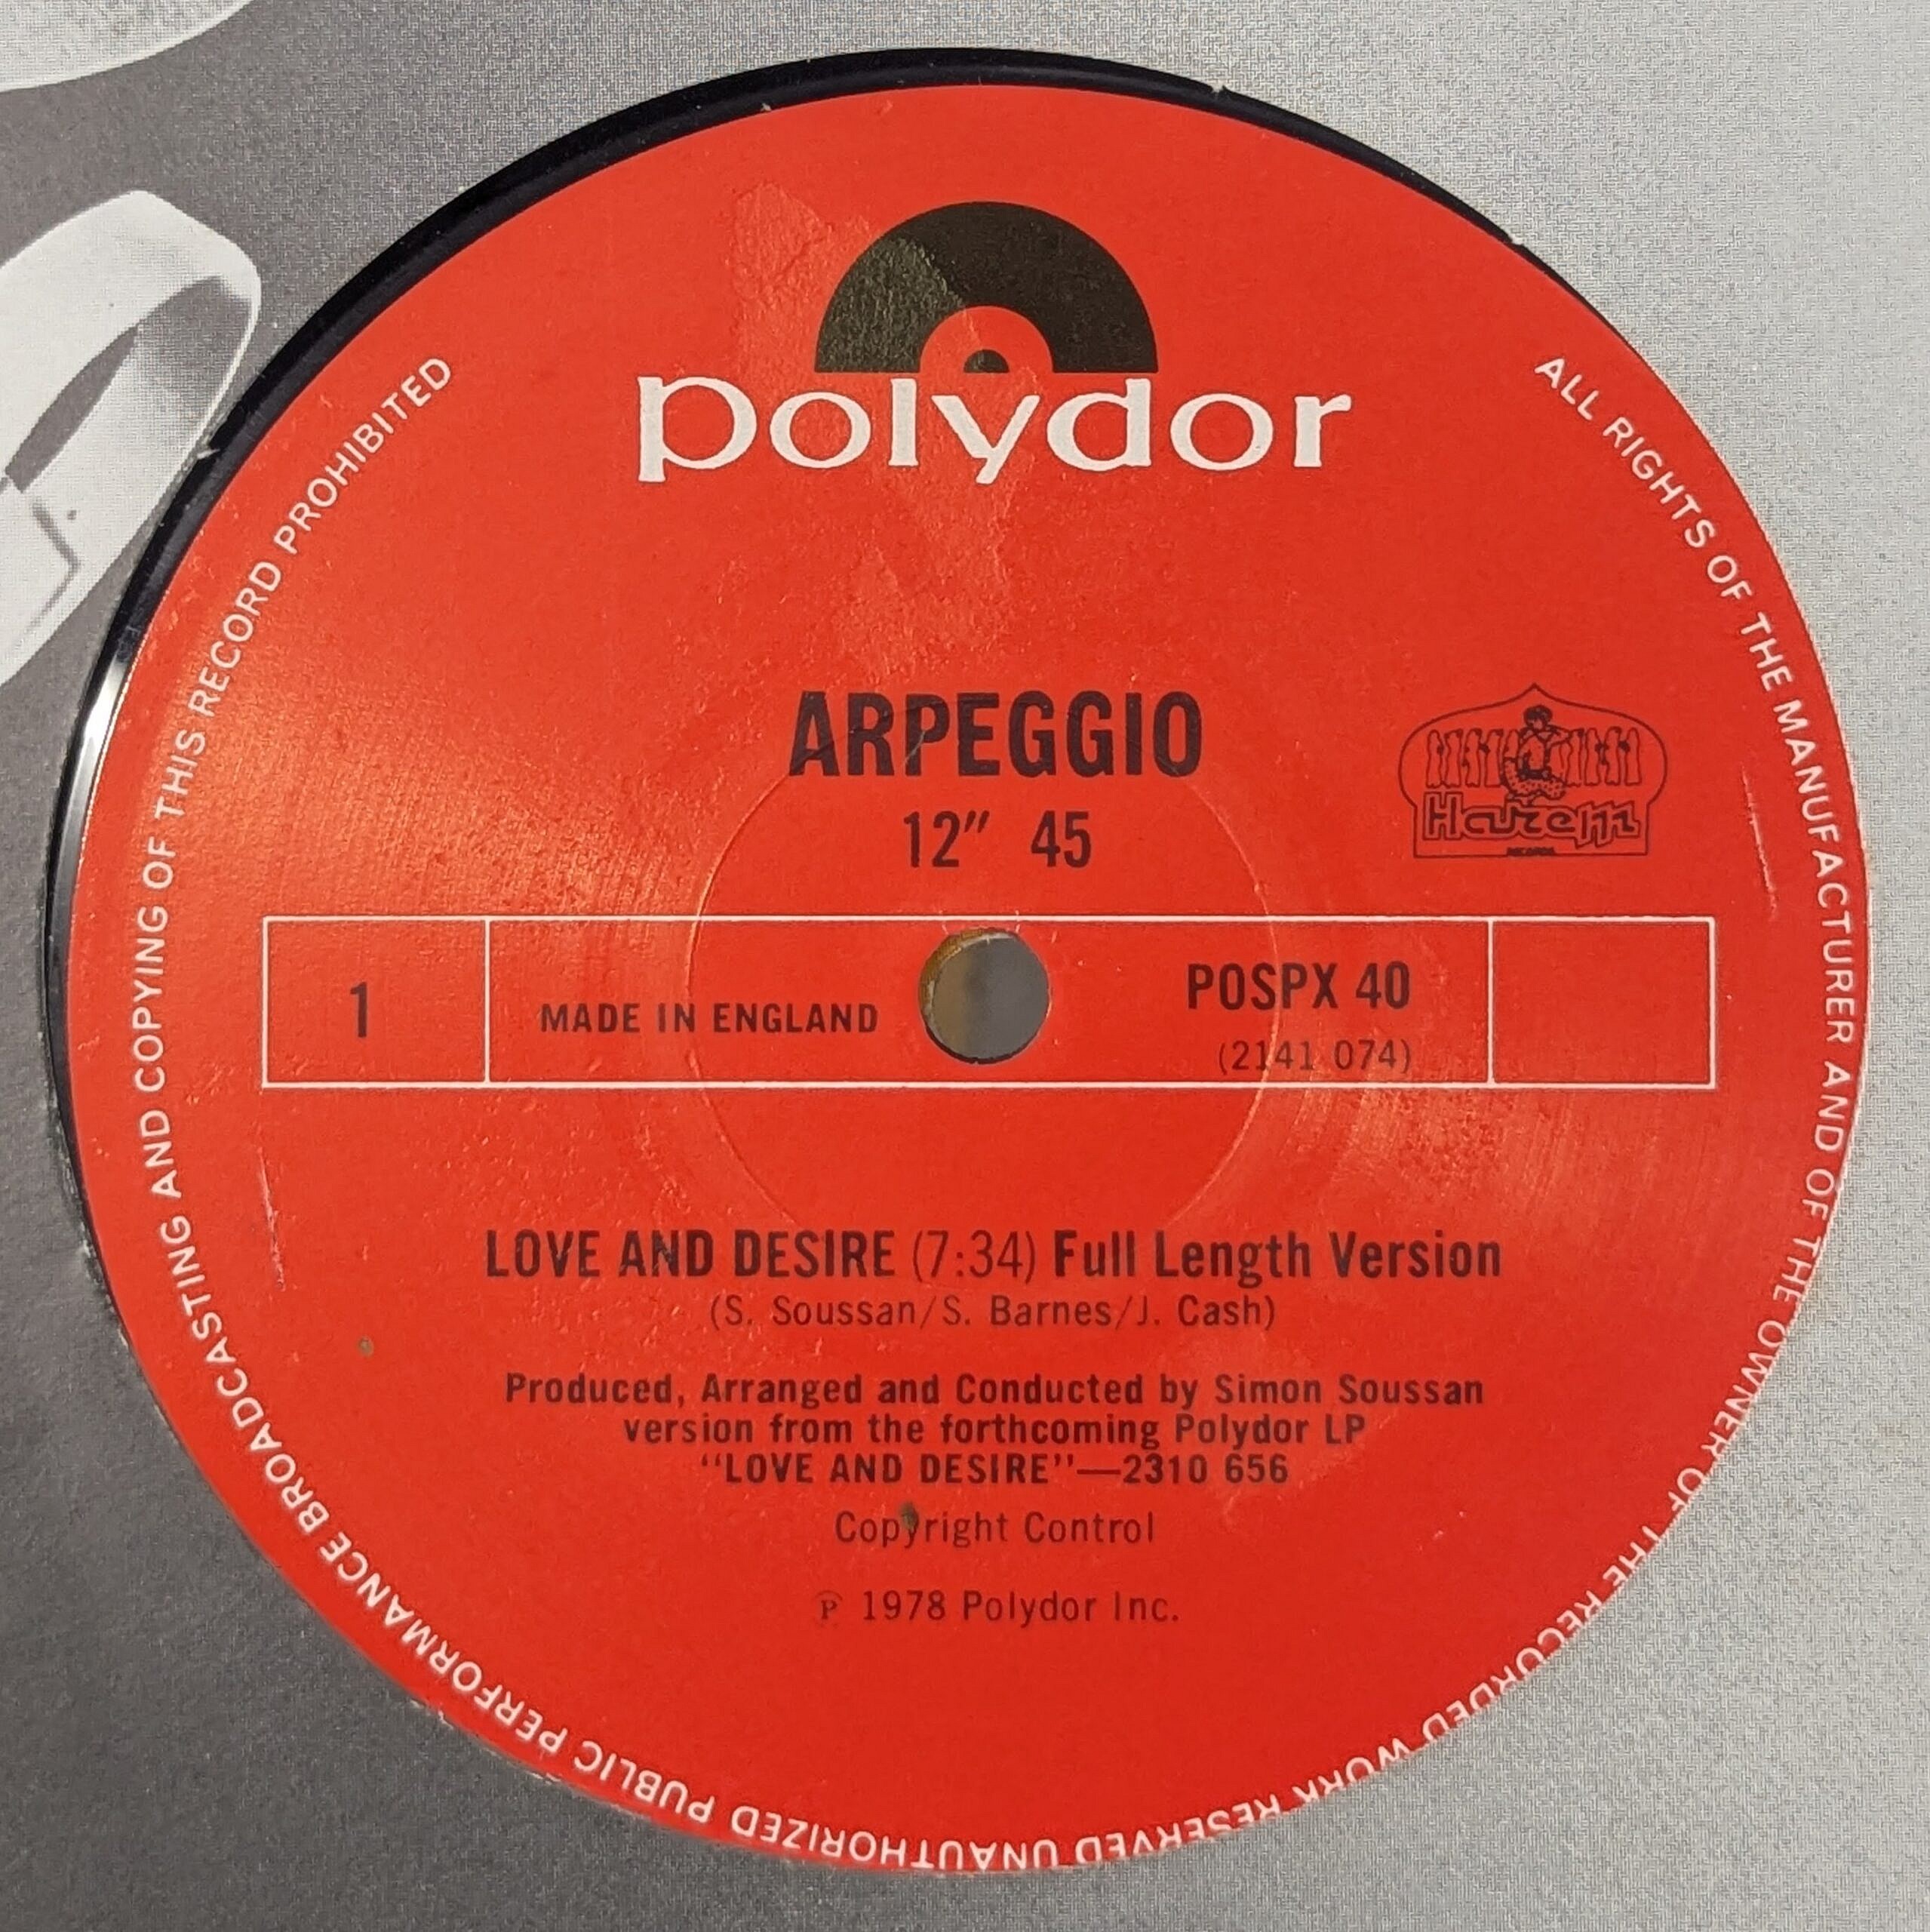 polydor
ARPEGGIO
12" 45
Harem
RECORDS
1
MADE IN ENGLAND
POSPX 40
(2141 074)
LOVE AND DESIRE (7:34) Full Length Version
(S. Soussan/S. Barnes/J. Cash)
Produced, Arranged and Conducted by Simon Soussan
version from the forthcoming Polydor LP
"LOVE AND DESIRE"—2310 656
Copyright Control
℗ 1978 Polydor Inc.
ALL RIGHTS OF THE MANUFACTURER AND OF THE OWNER OF THE RECORDED WORK RESERVED UNAUTHORIZED PUBLIC PERFORMANCE BROADCASTING AND COPYING OF THIS RECORD PROHIBITED